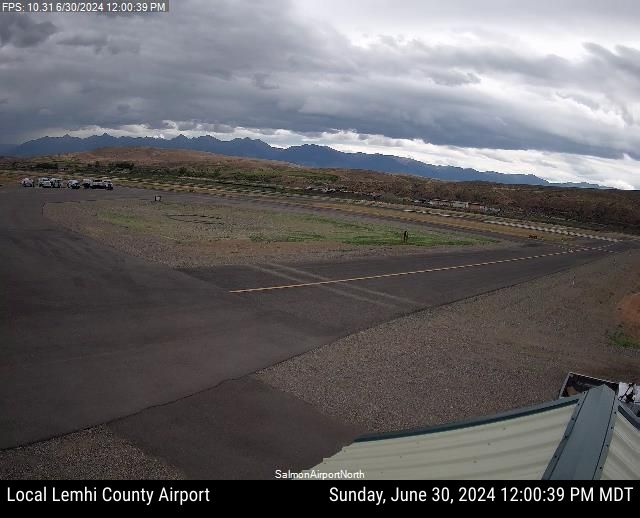 FPS: 10.31 6/30/2024 12:00:39 PM
SalmonAirportNorth
Local Lemhi County Airport
Sunday, June 30, 2024 12:00:39 PM MDT